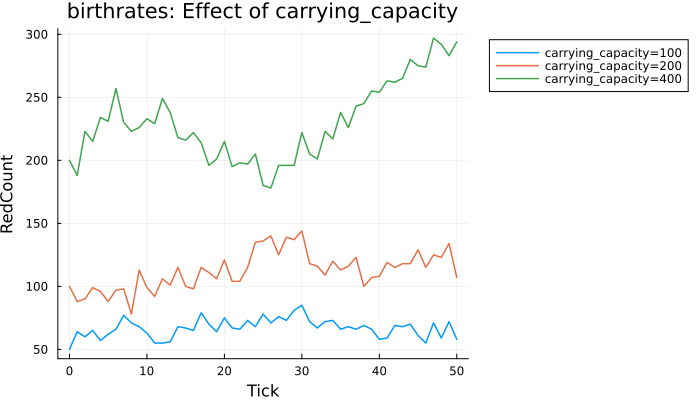 birthrates: Effect of carrying_capacity
300
250
200
150
100
50
RedCount
0
10
20
30
40
50
Tick
carrying_capacity=100
carrying_capacity=200
carrying_capacity=400